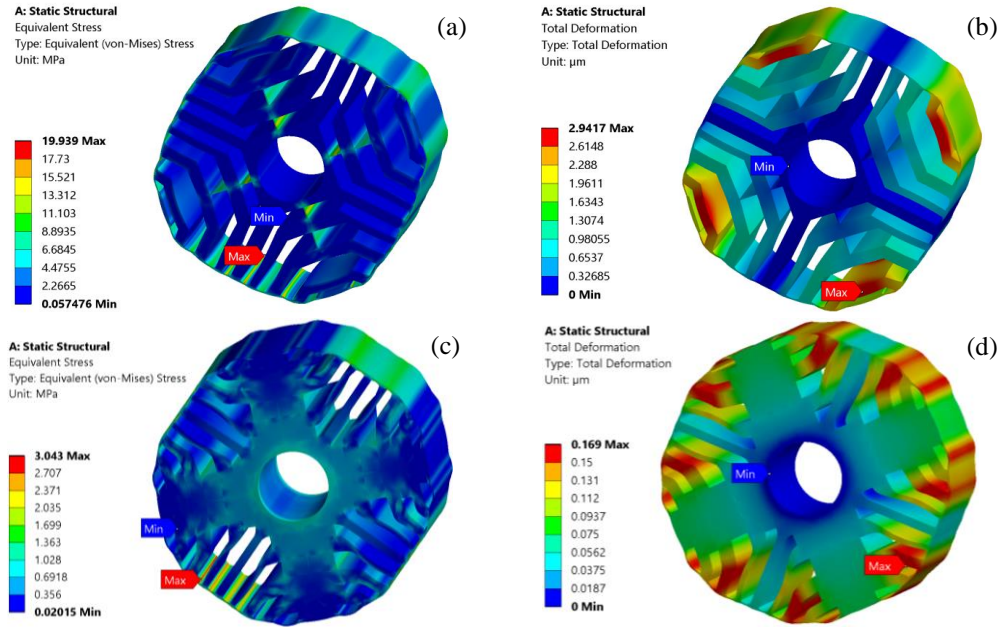 A: Static Structural
Equivalent Stress
Type: Equivalent (von-Mises) Stress
Unit: MPa
(a)
19.939 Max
17.73
15.521
13.312
11.103
8.8935
6.6845
4.4755
2.2665
0.057476 Min
Min
Max
A: Static Structural
Total Deformation
Type: Total Deformation
Unit: µm
(b)
2.9417 Max
2.6148
2.288
1.9611
1.6343
1.3074
0.98055
0.6537
0.32685
0 Min
Min
Max
A: Static Structural
Equivalent Stress
Type: Equivalent (von-Mises) Stress
Unit: MPa
(c)
3.043 Max
2.707
2.371
2.035
1.699
1.363
1.028
0.6918
0.356
0.02015 Min
Min
Max
A: Static Structural
Total Deformation
Type: Total Deformation
Unit: µm
(d)
0.169 Max
0.15
0.131
0.112
0.0937
0.075
0.0562
0.0375
0.0187
0 Min
Min
Max